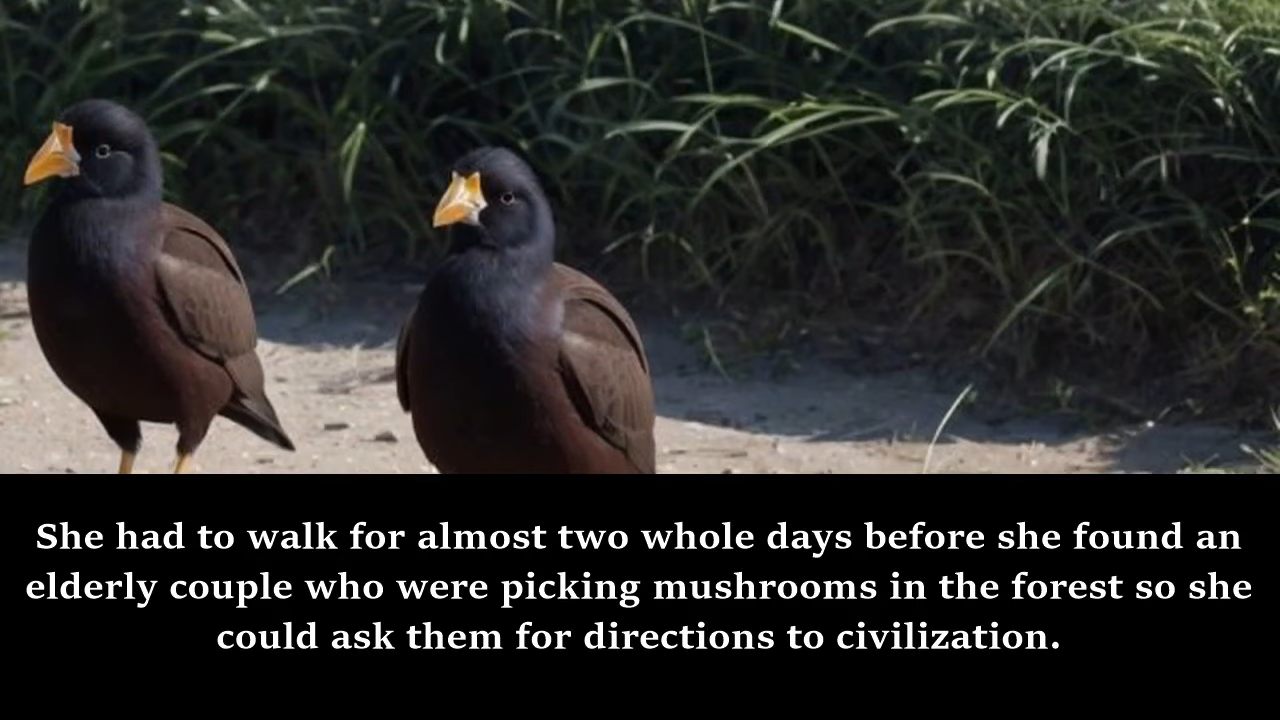 She had to walk for almost two whole days before she found an
elderly couple who were picking mushrooms in the forest so she
could ask them for directions to civilization.